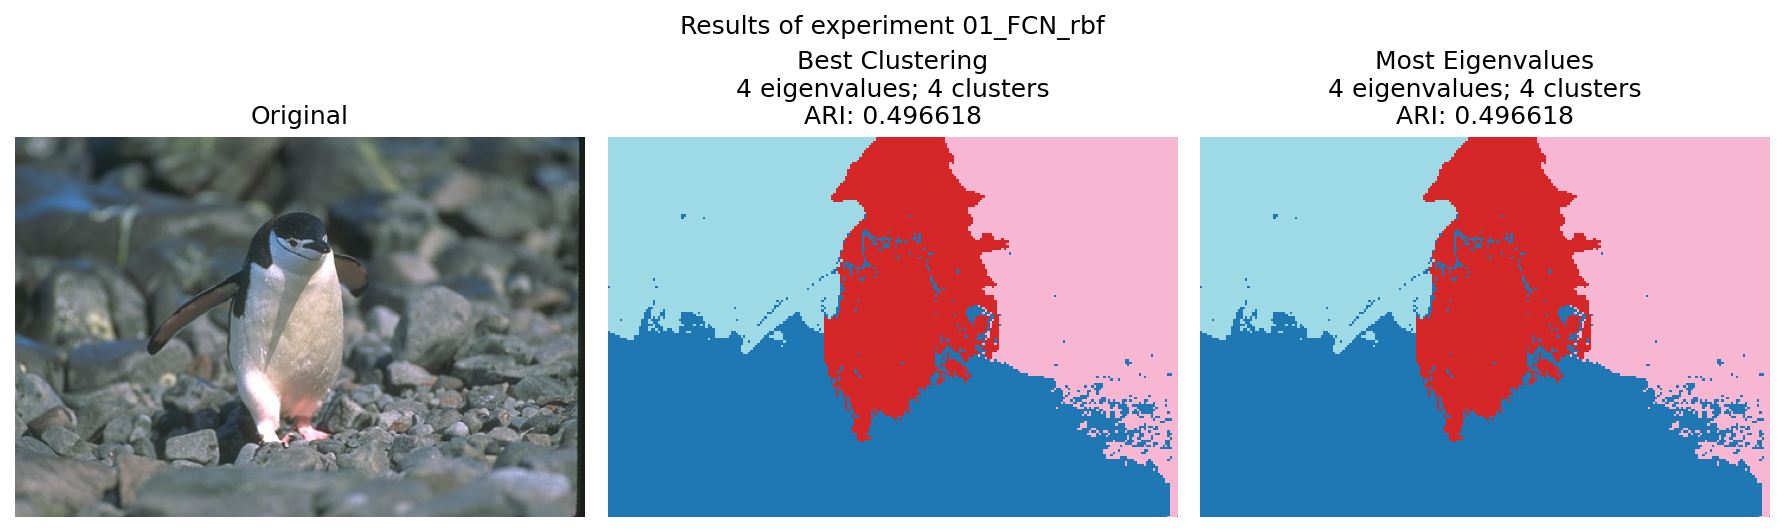 Results of experiment 01_FCN_rbf
Original
Best Clustering
4 eigenvalues; 4 clusters
ARI: 0.496618
Most Eigenvalues
4 eigenvalues; 4 clusters
ARI: 0.496618